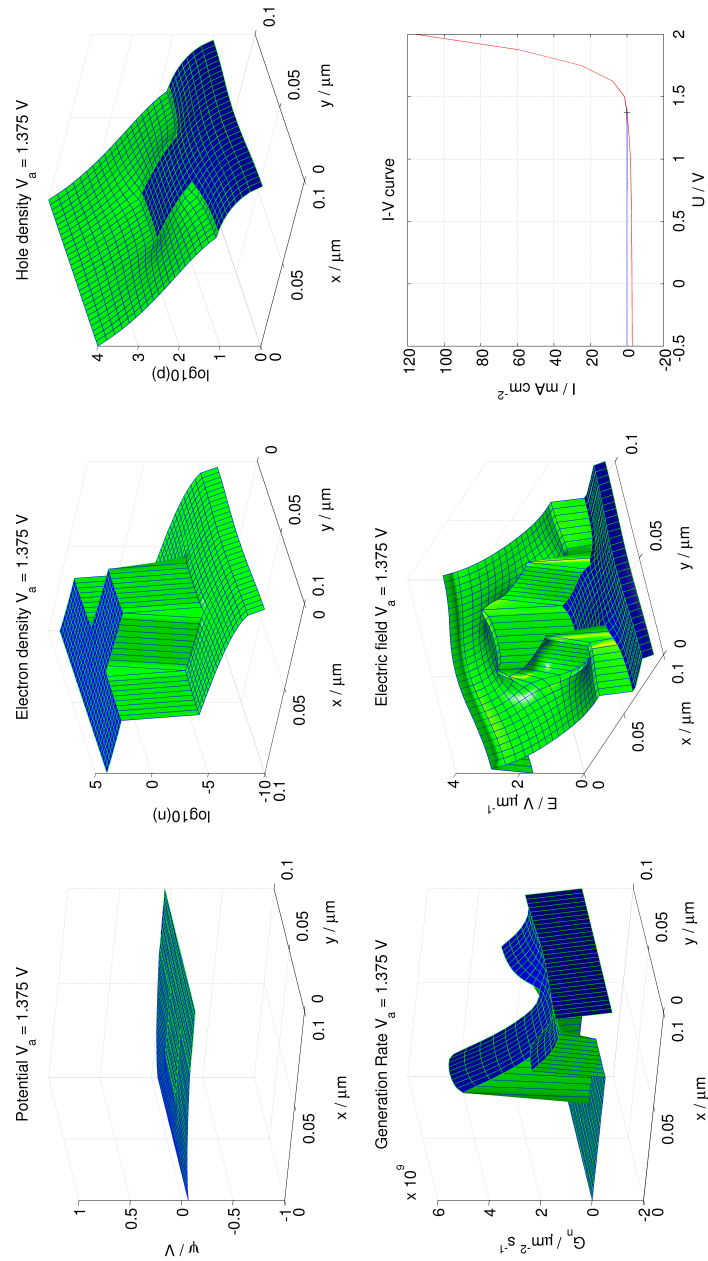 Potential V_a = 1.375 V
1
0.5
0
-0.5
-1
ψ / V
0
0.05
0.1
x / μm
0
0.05
0.1
y / μm
Electron density V_a = 1.375 V
5
0
-5
-10
log10(n)
0.1
0.05
0
x / μm
0.1
0.05
0
y / μm
Hole density V_a = 1.375 V
4
3
2
1
0
log10(p)
0.05
0.1
x / μm
0
0.05
0.1
y / μm
Generation Rate V_a = 1.375 V
x 10^9
6
4
2
0
-2
G_n / μm^-2 s^-1
0
0.05
0.1
x / μm
0
0.05
0.1
y / μm
Electric field V_a = 1.375 V
4
2
0
E / V μm^-1
0
0.05
0.1
x / μm
0
0.05
0.1
y / μm
I-V curve
120
100
80
60
40
20
0
-20
I / mA cm^-2
-0.5
0
0.5
1
1.5
2
U / V